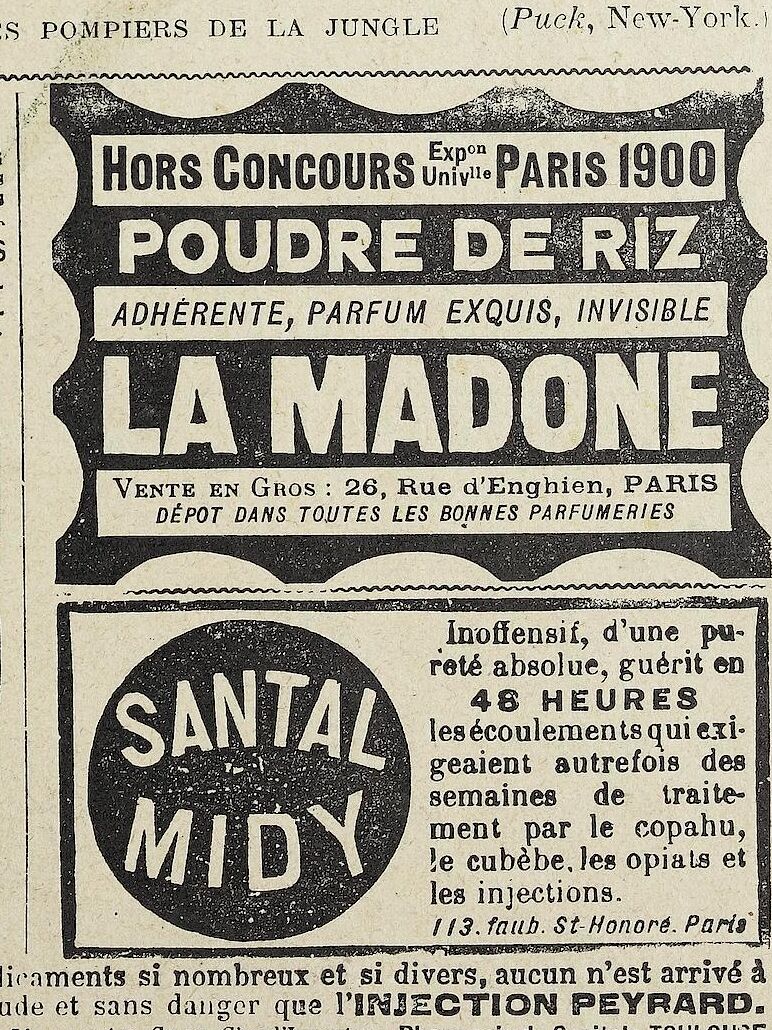 POMPIERS DE LA JUNGLE (Puck, New-York.)
HORS CONCOURS Expon Univlle PARIS 1900
POUDRE DE RIZ
ADHÉRENTE, PARFUM EXQUIS, INVISIBLE
LA MADONE
VENTE EN GROS : 26, Rue d'Enghien, PARIS
DÉPOT DANS TOUTES LES BONNES PARFUMERIES
SANTAL
MIDY
Inoffensif, d'une pu-
reté absolue, guérit en
48 HEURES
les écoulements qui exi-
geaient autrefois des
semaines de traite-
ment par le copahu,
le cubèbe, les opiats et
les injections.
113. faub. St-Honoré. Paris
si nombreux et si divers, aucun n'est arrivé à
et sans danger que l'INJECTION PEYRARD.